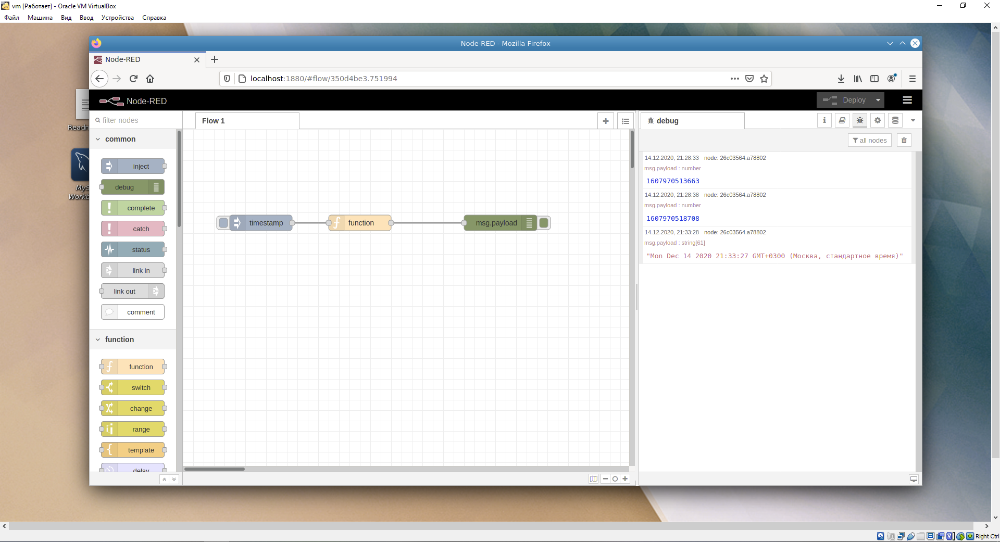 vm [Работает] - Oracle VM VirtualBox
Файл Машина Вид Ввод Устройства Справка
Node-RED - Mozilla Firefox
Node-RED
localhost:1880/#flow/350d4be3.751994
Node-RED
Deploy
filter nodes
Flow 1
debug
common
all nodes
inject
debug
complete
catch
status
link in
link out
comment
function
function
switch
change
range
template
delay
timestamp
function
msg.payload
14.12.2020, 21:28:33 node: 26c03564.a78802
msg.payload : number
1607970513663
14.12.2020, 21:28:38 node: 26c03564.a78802
msg.payload : number
1607970518708
14.12.2020, 21:33:28 node: 26c03564.a78802
msg.payload : string[61]
"Mon Dec 14 2020 21:33:27 GMT+0300 (Москва, стандартное время)"
Right Ctrl